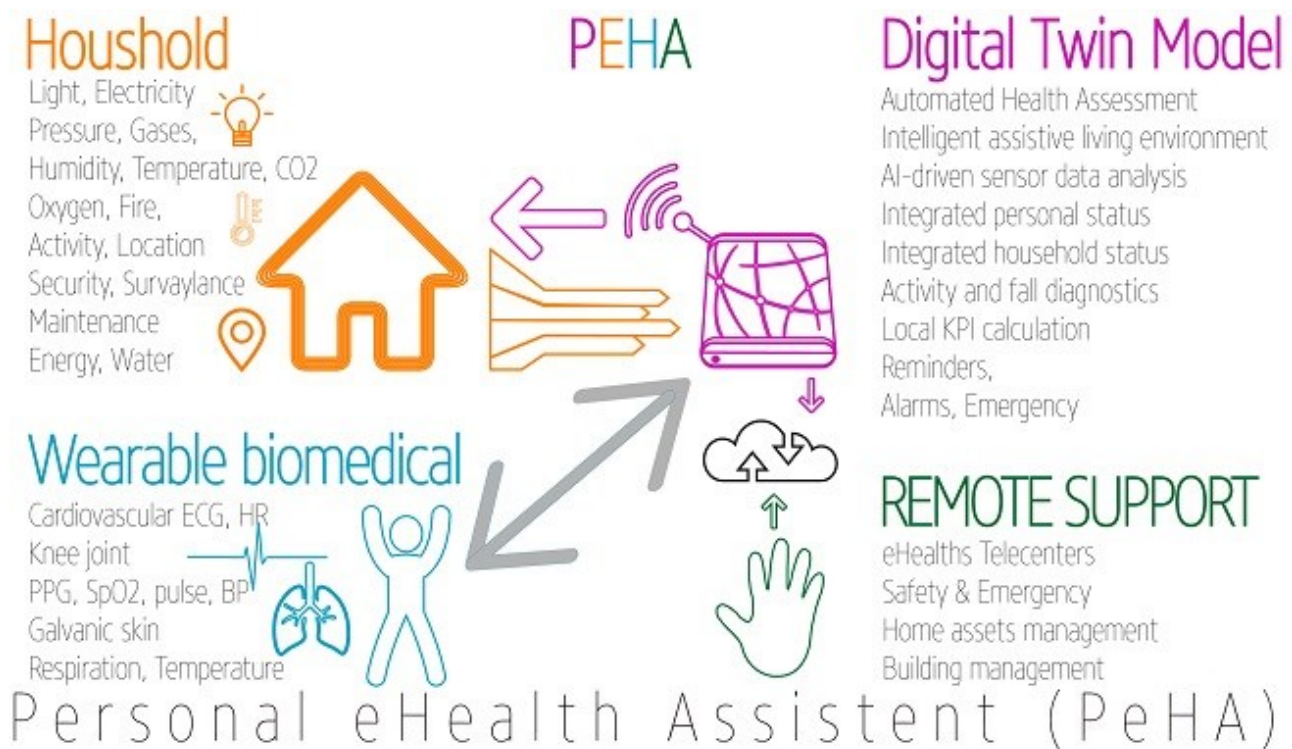 Houshold
Light, Electricity
Pressure, Gases,
Humidity, Temperature, CO2
Oxygen, Fire,
Activity, Location
Security, Survaylance
Maintenance
Energy, Water
PEHA
Digital Twin Model
Automated Health Assessment
Intelligent assistive living environment
AI-driven sensor data analysis
Integrated personal status
Integrated household status
Activity and fall diagnostics
Local KPI calculation
Reminders,
Alarms, Emergency
Wearable biomedical
Cardiovascular ECG, HR
Knee joint
PPG, SpO2, pulse, BP
Galvanic skin
Respiration, Temperature
REMOTE SUPPORT
eHealths Telecenters
Safety & Emergency
Home assets management
Building management
Personal eHealth Assistent (PeHA)